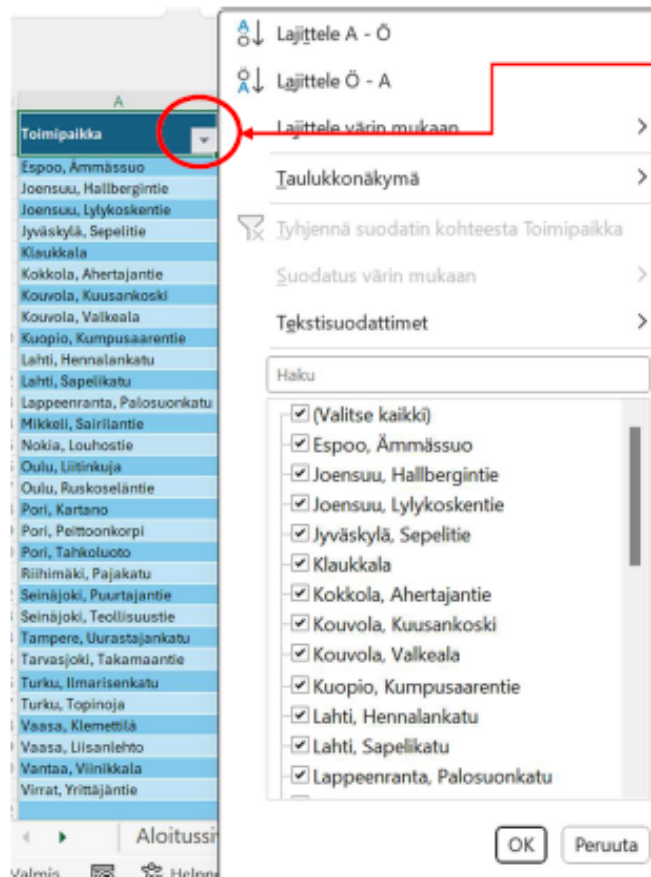 A
Toimipaikka
Espoo, Ämmässuo
Joensuu, Hallbergintie
Joensuu, Lylykoskentie
Jyväskylä, Sepelitie
Klaukkala
Kokkola, Ahertajantie
Kouvola, Kuusankoski
Kouvola, Valkeala
Kuopio, Kumpusaarentie
Lahti, Hennalankatu
Lahti, Sapelikatu
Lappeenranta, Palosuonkatu
Mikkeli, Sairilantie
Nokia, Louhostie
Oulu, Liitinkuja
Oulu, Ruskoseläntie
Pori, Kartano
Pori, Peittoonkorpi
Pori, Tahkoluoto
Riihimäki, Pajakatu
Seinäjoki, Puurtajantie
Seinäjoki, Teollisuustie
Tampere, Uurastajankatu
Tarvasjoki, Takamaantie
Turku, Ilmarisenkatu
Turku, Topinoja
Vaasa, Klemettilä
Vaasa, Liisanlehto
Vantaa, Viinikkala
Virrat, Yrittäjäntie
Aloitussi
Valmis
Helppo
Lajittele A - Ö
Lajittele Ö - A
Lajittele värin mukaan
Taulukkonäkymä
Tyhjennä suodatin kohteesta Toimipaikka
Suodatus värin mukaan
Tekstisuodattimet
Haku
(Valitse kaikki)
Espoo, Ämmässuo
Joensuu, Hallbergintie
Joensuu, Lylykoskentie
Jyväskylä, Sepelitie
Klaukkala
Kokkola, Ahertajantie
Kouvola, Kuusankoski
Kouvola, Valkeala
Kuopio, Kumpusaarentie
Lahti, Hennalankatu
Lahti, Sapelikatu
Lappeenranta, Palosuonkatu
OK
Peruuta